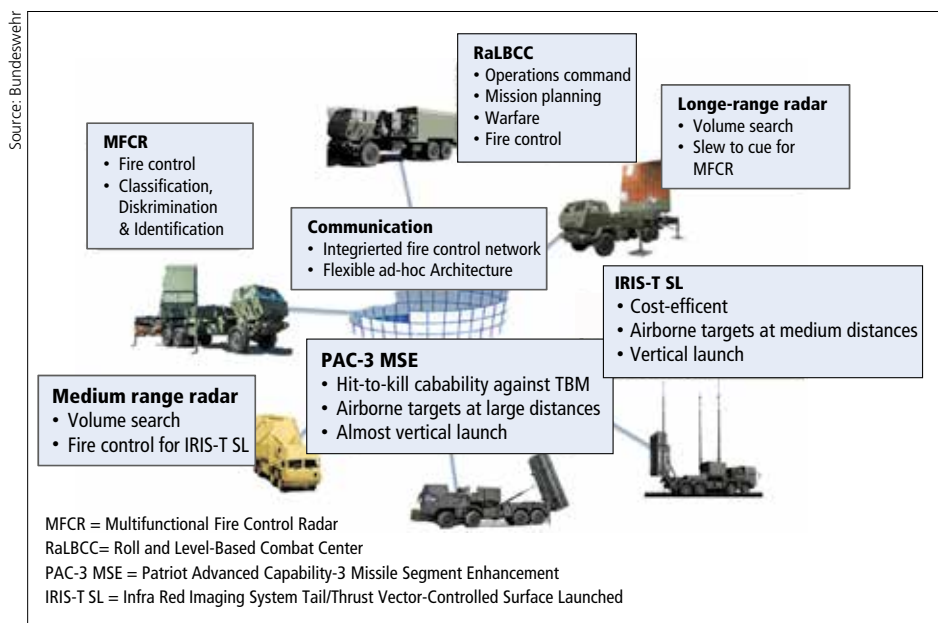 Source: Bundeswehr
RaLBCC
• Operations command
• Mission planning
• Warfare
• Fire control
Longe-range radar
• Volume search
• Slew to cue for
MFCR
MFCR
• Fire control
• Classification,
Diskrimination
& Identification
Communication
• Integrierted fire control network
• Flexible ad-hoc Architecture
IRIS-T SL
• Cost-efficent
• Airborne targets at medium distances
• Vertical launch
PAC-3 MSE
• Hit-to-kill cabability against TBM
• Airborne targets at large distances
• Almost vertical launch
Medium range radar
• Volume search
• Fire control for IRIS-T SL
MFCR = Multifunctional Fire Control Radar
RaLBCC= Roll and Level-Based Combat Center
PAC-3 MSE = Patriot Advanced Capability-3 Missile Segment Enhancement
IRIS-T SL = Infra Red Imaging System Tail/Thrust Vector-Controlled Surface Launched